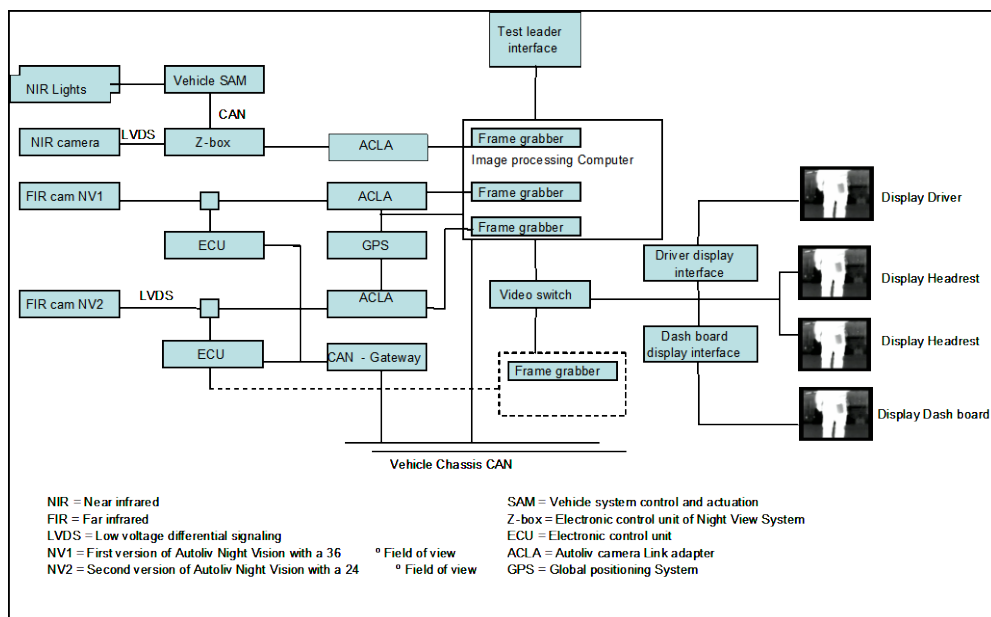 Test leader
interface
NIR Lights
Vehicle SAM
CAN
NIR camera
LVDS
Z-box
ACLA
Frame grabber
Image processing Computer
FIR cam NV1
ACLA
Frame grabber
Frame grabber
ECU
GPS
Display Driver
Driver display
interface
Display Headrest
FIR cam NV2
LVDS
ACLA
Video switch
Display Headrest
Dash board
display interface
ECU
CAN - Gateway
Frame grabber
Display Dash board
Vehicle Chassis CAN
NIR = Near infrared
FIR = Far infrared
LVDS = Low voltage differential signaling
NV1 = First version of Autoliv Night Vision with a 36 º Field of view
NV2 = Second version of Autoliv Night Vision with a 24 º Field of view
SAM = Vehicle system control and actuation
Z-box = Electronic control unit of Night View System
ECU = Electronic control unit
ACLA = Autoliv camera Link adapter
GPS = Global positioning System